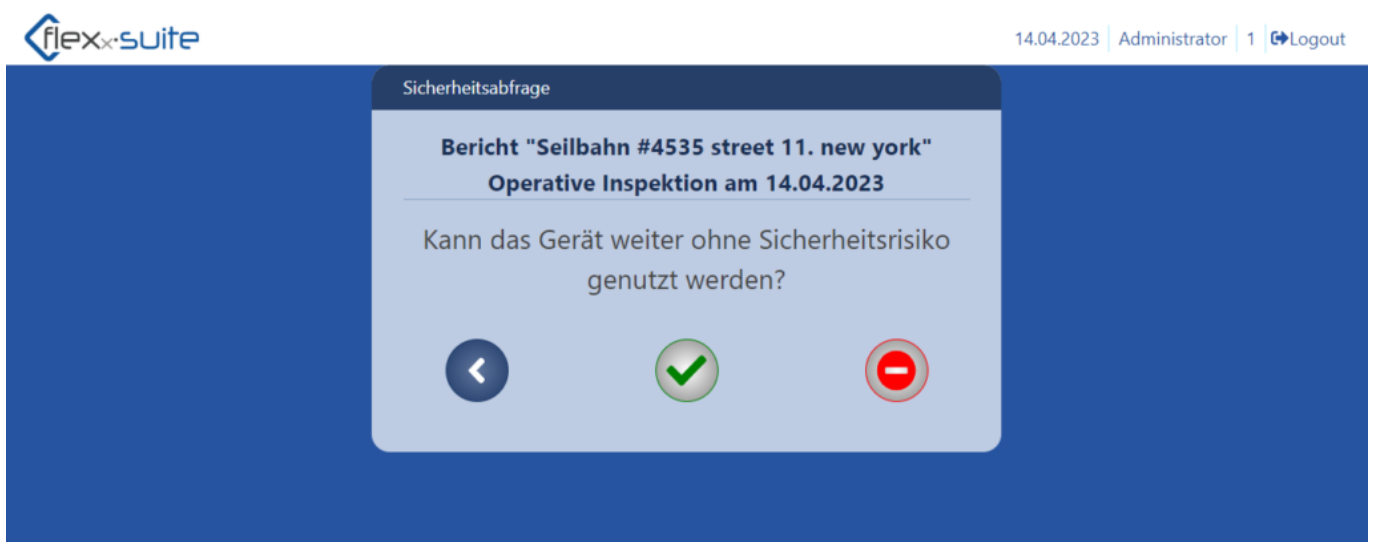 flexx-suite
14.04.2023 Administrator 1 Logout
Sicherheitsabfrage
Bericht "Seilbahn #4535 street 11. new york"
Operative Inspektion am 14.04.2023
Kann das Gerät weiter ohne Sicherheitsrisiko
genutzt werden?